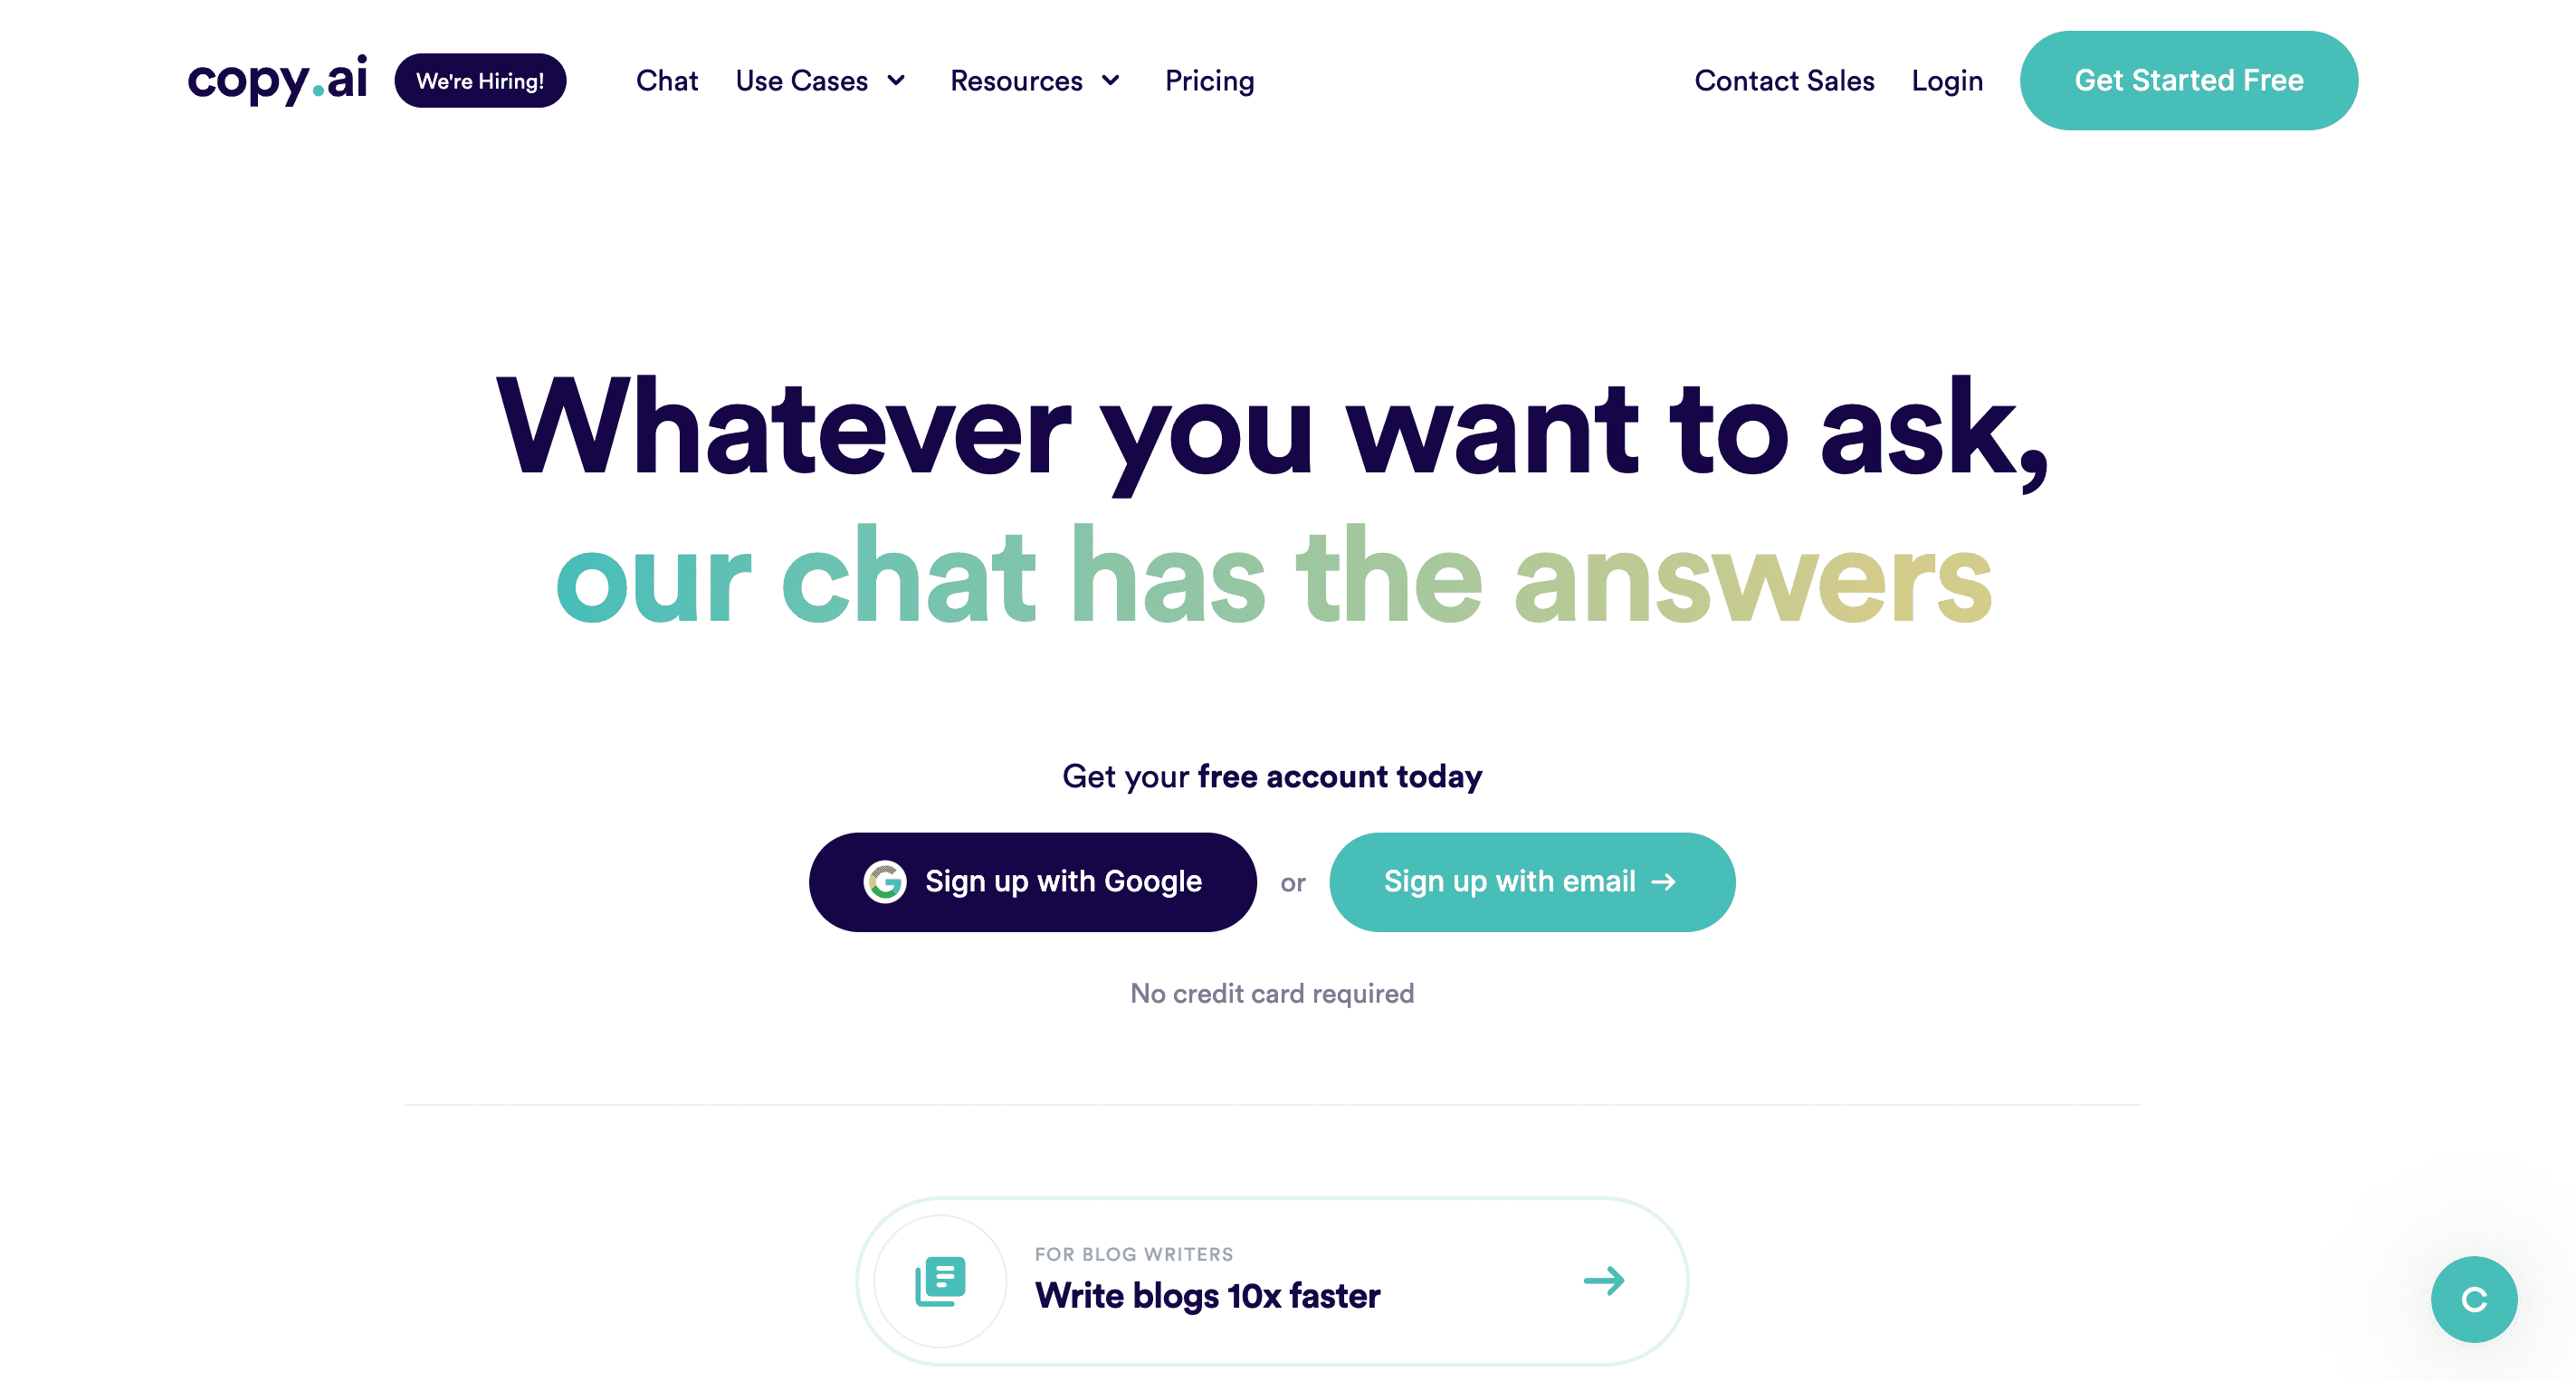 copy.ai
We're Hiring!
Chat
Use Cases
Resources
Pricing
Contact Sales
Login
Get Started Free
Whatever you want to ask,
our chat has the answers
Get your free account today
G Sign up with Google
or
Sign up with email →
No credit card required
FOR BLOG WRITERS
Write blogs 10x faster
C